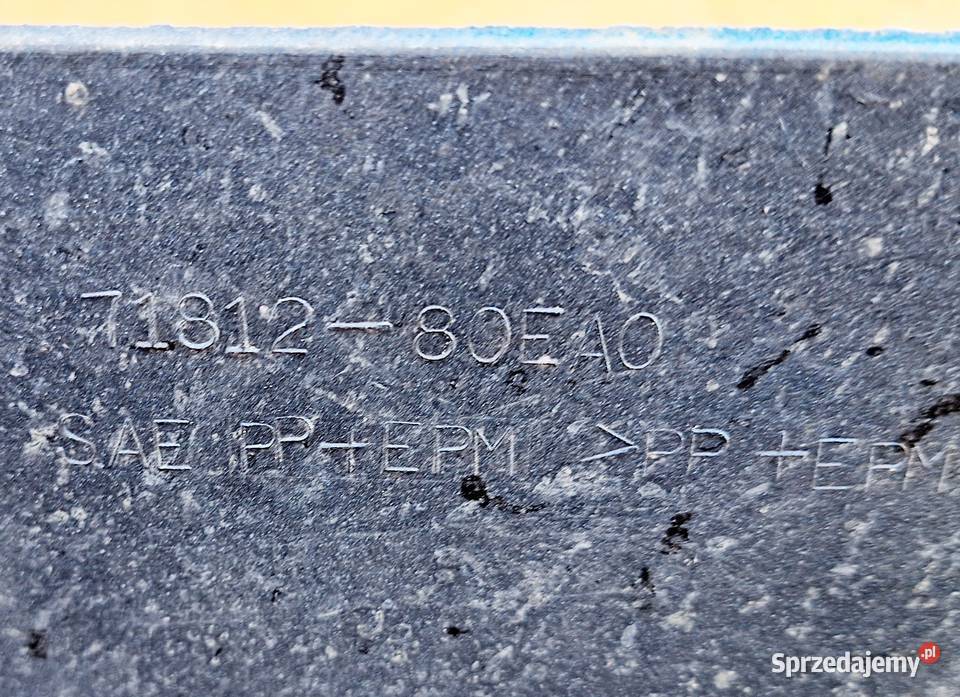 71812-80EA0
SAE PP+EPM >PP+EPM
Sprzedajemy.pl